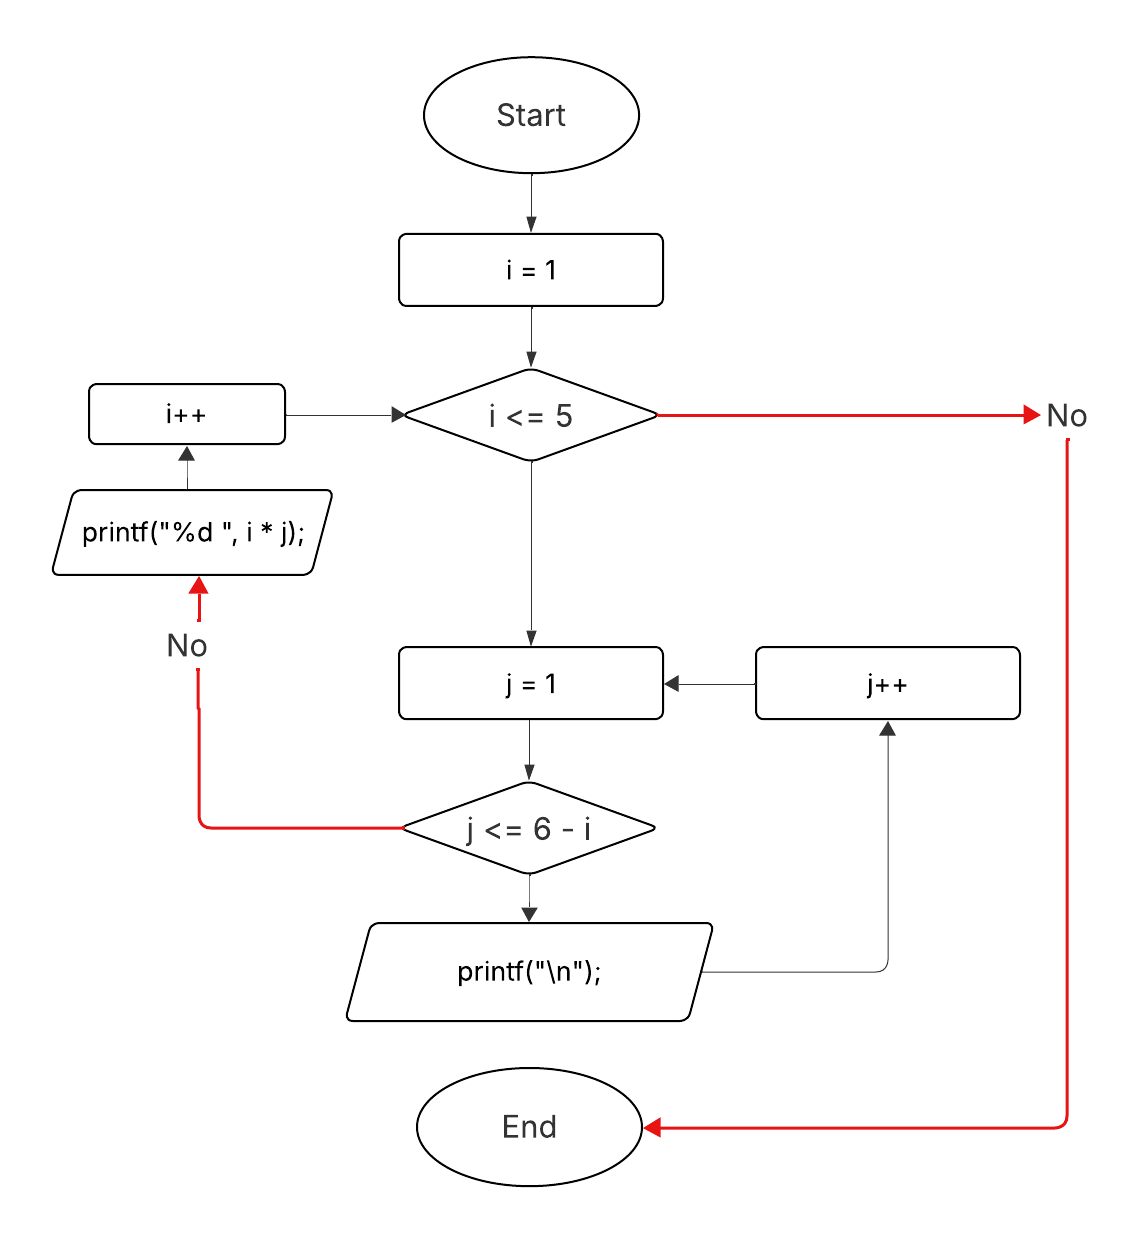 Start
i = 1
i <= 5
No
i++
printf("%d ", i * j);
No
j = 1
j++
j <= 6 - i
printf("\n");
End